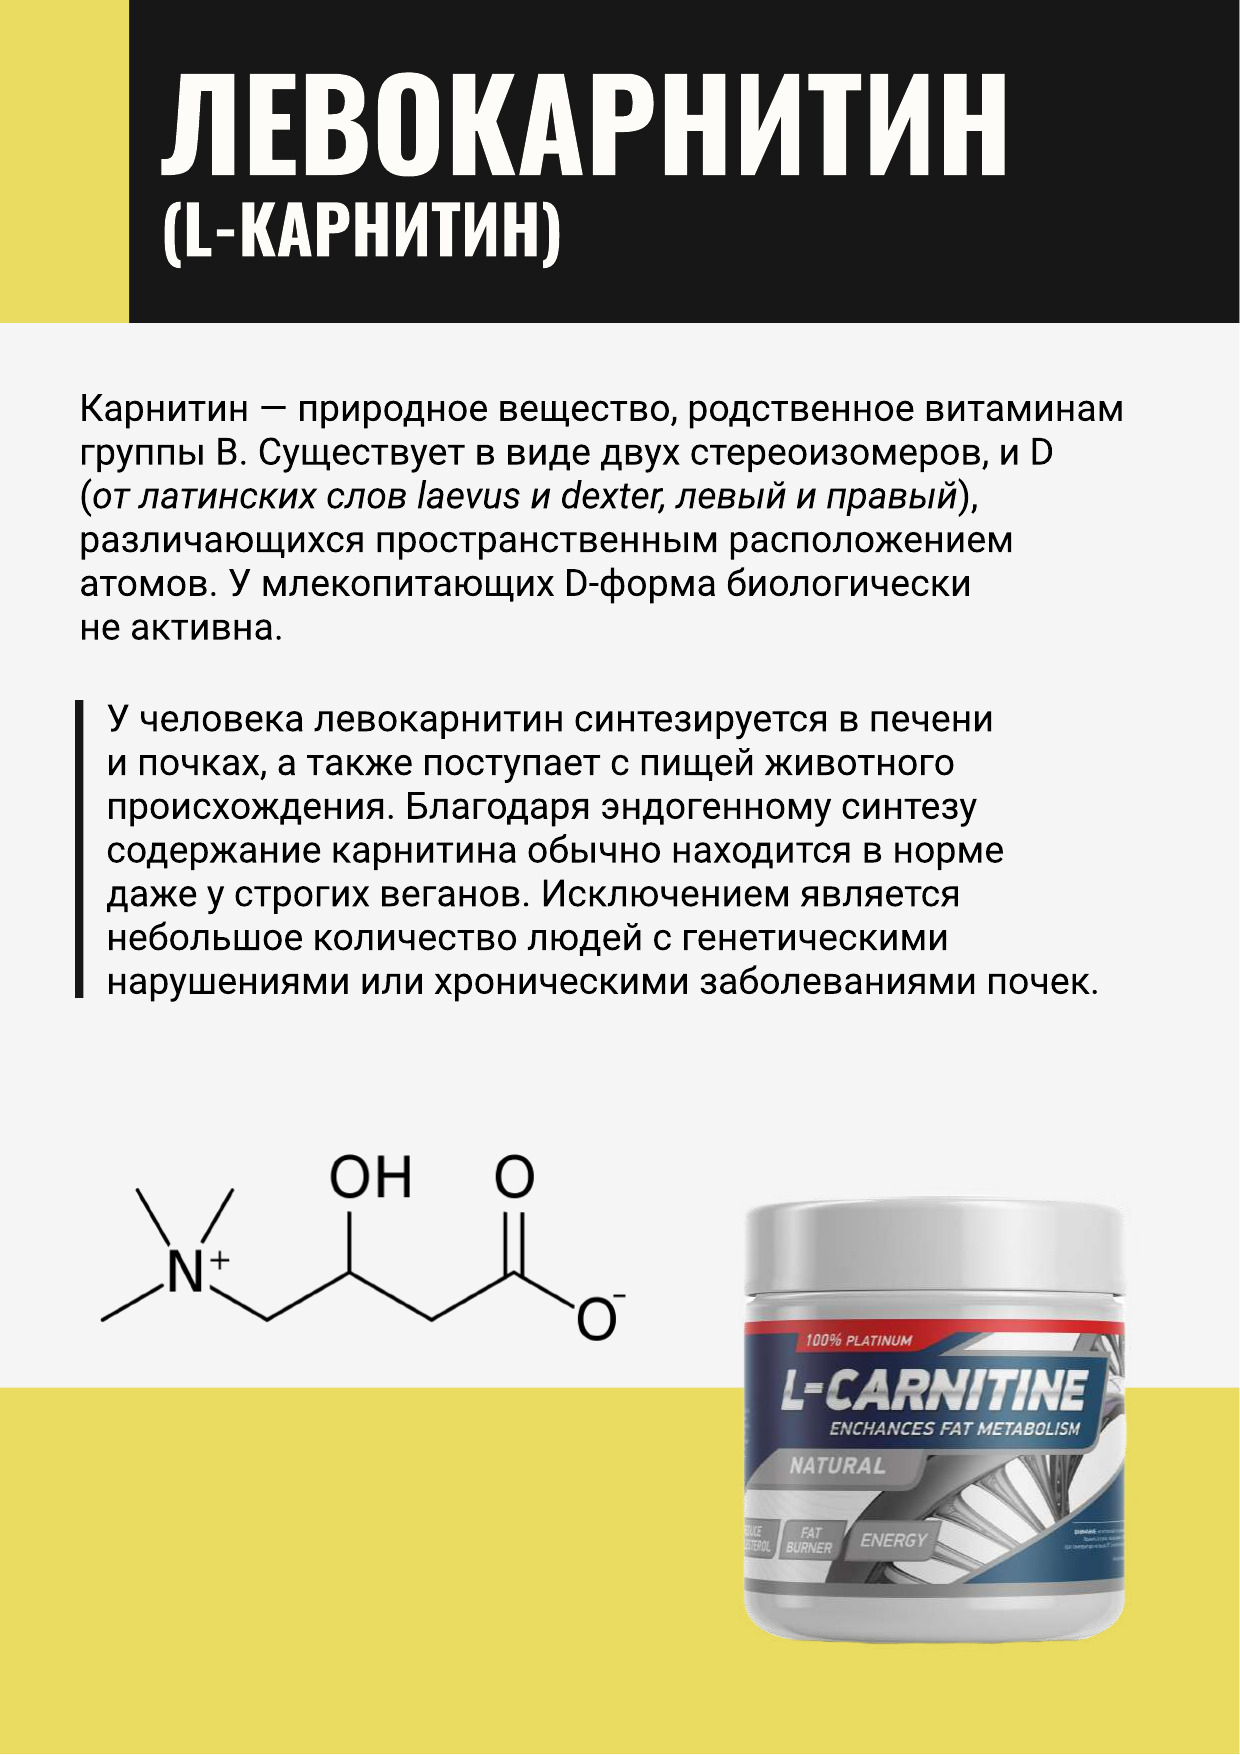 ЛЕВОКАРНИТИН
(L-КАРНИТИН)
Карнитин — природное вещество, родственное витаминам
группы B. Существует в виде двух стереоизомеров, и D
(от латинских слов laevus и dexter, левый и правый),
различающихся пространственным расположением
атомов. У млекопитающих D-форма биологически
не активна.
У человека левокарнитин синтезируется в печени
и почках, а также поступает с пищей животного
происхождения. Благодаря эндогенному синтезу
содержание карнитина обычно находится в норме
даже у строгих веганов. Исключением является
небольшое количество людей с генетическими
нарушениями или хроническими заболеваниями почек.
OH O
N+
O-
100% PLATINUM
L-CARNITINE
ENCHANCES FAT METABOLISM
NATURAL
FAT
BURNER
ENERGY